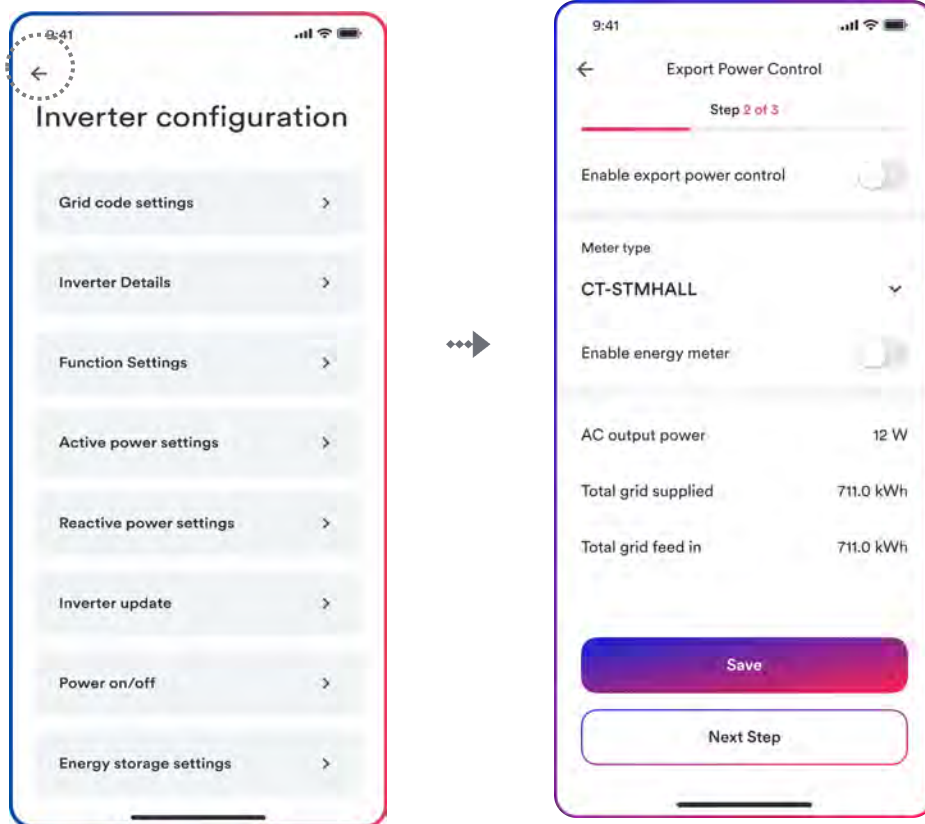 9:41
Inverter configuration
Grid code settings
Inverter Details
Function Settings
Active power settings
Reactive power settings
Inverter update
Power on/off
Energy storage settings
9:41
Export Power Control
Step 2 of 3
Enable export power control
Meter type
CT-STMHALL
Enable energy meter
AC output power 12 W
Total grid supplied 711.0 kWh
Total grid feed in 711.0 kWh
Save
Next Step